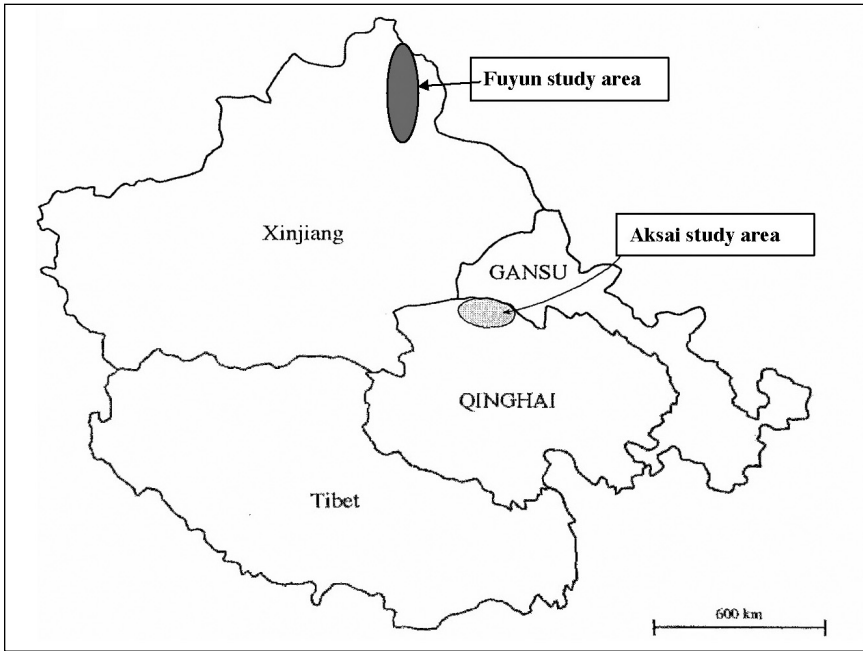 Fuyun study area
Aksai study area
Xinjiang
GANSU
QINGHAI
Tibet
600 km